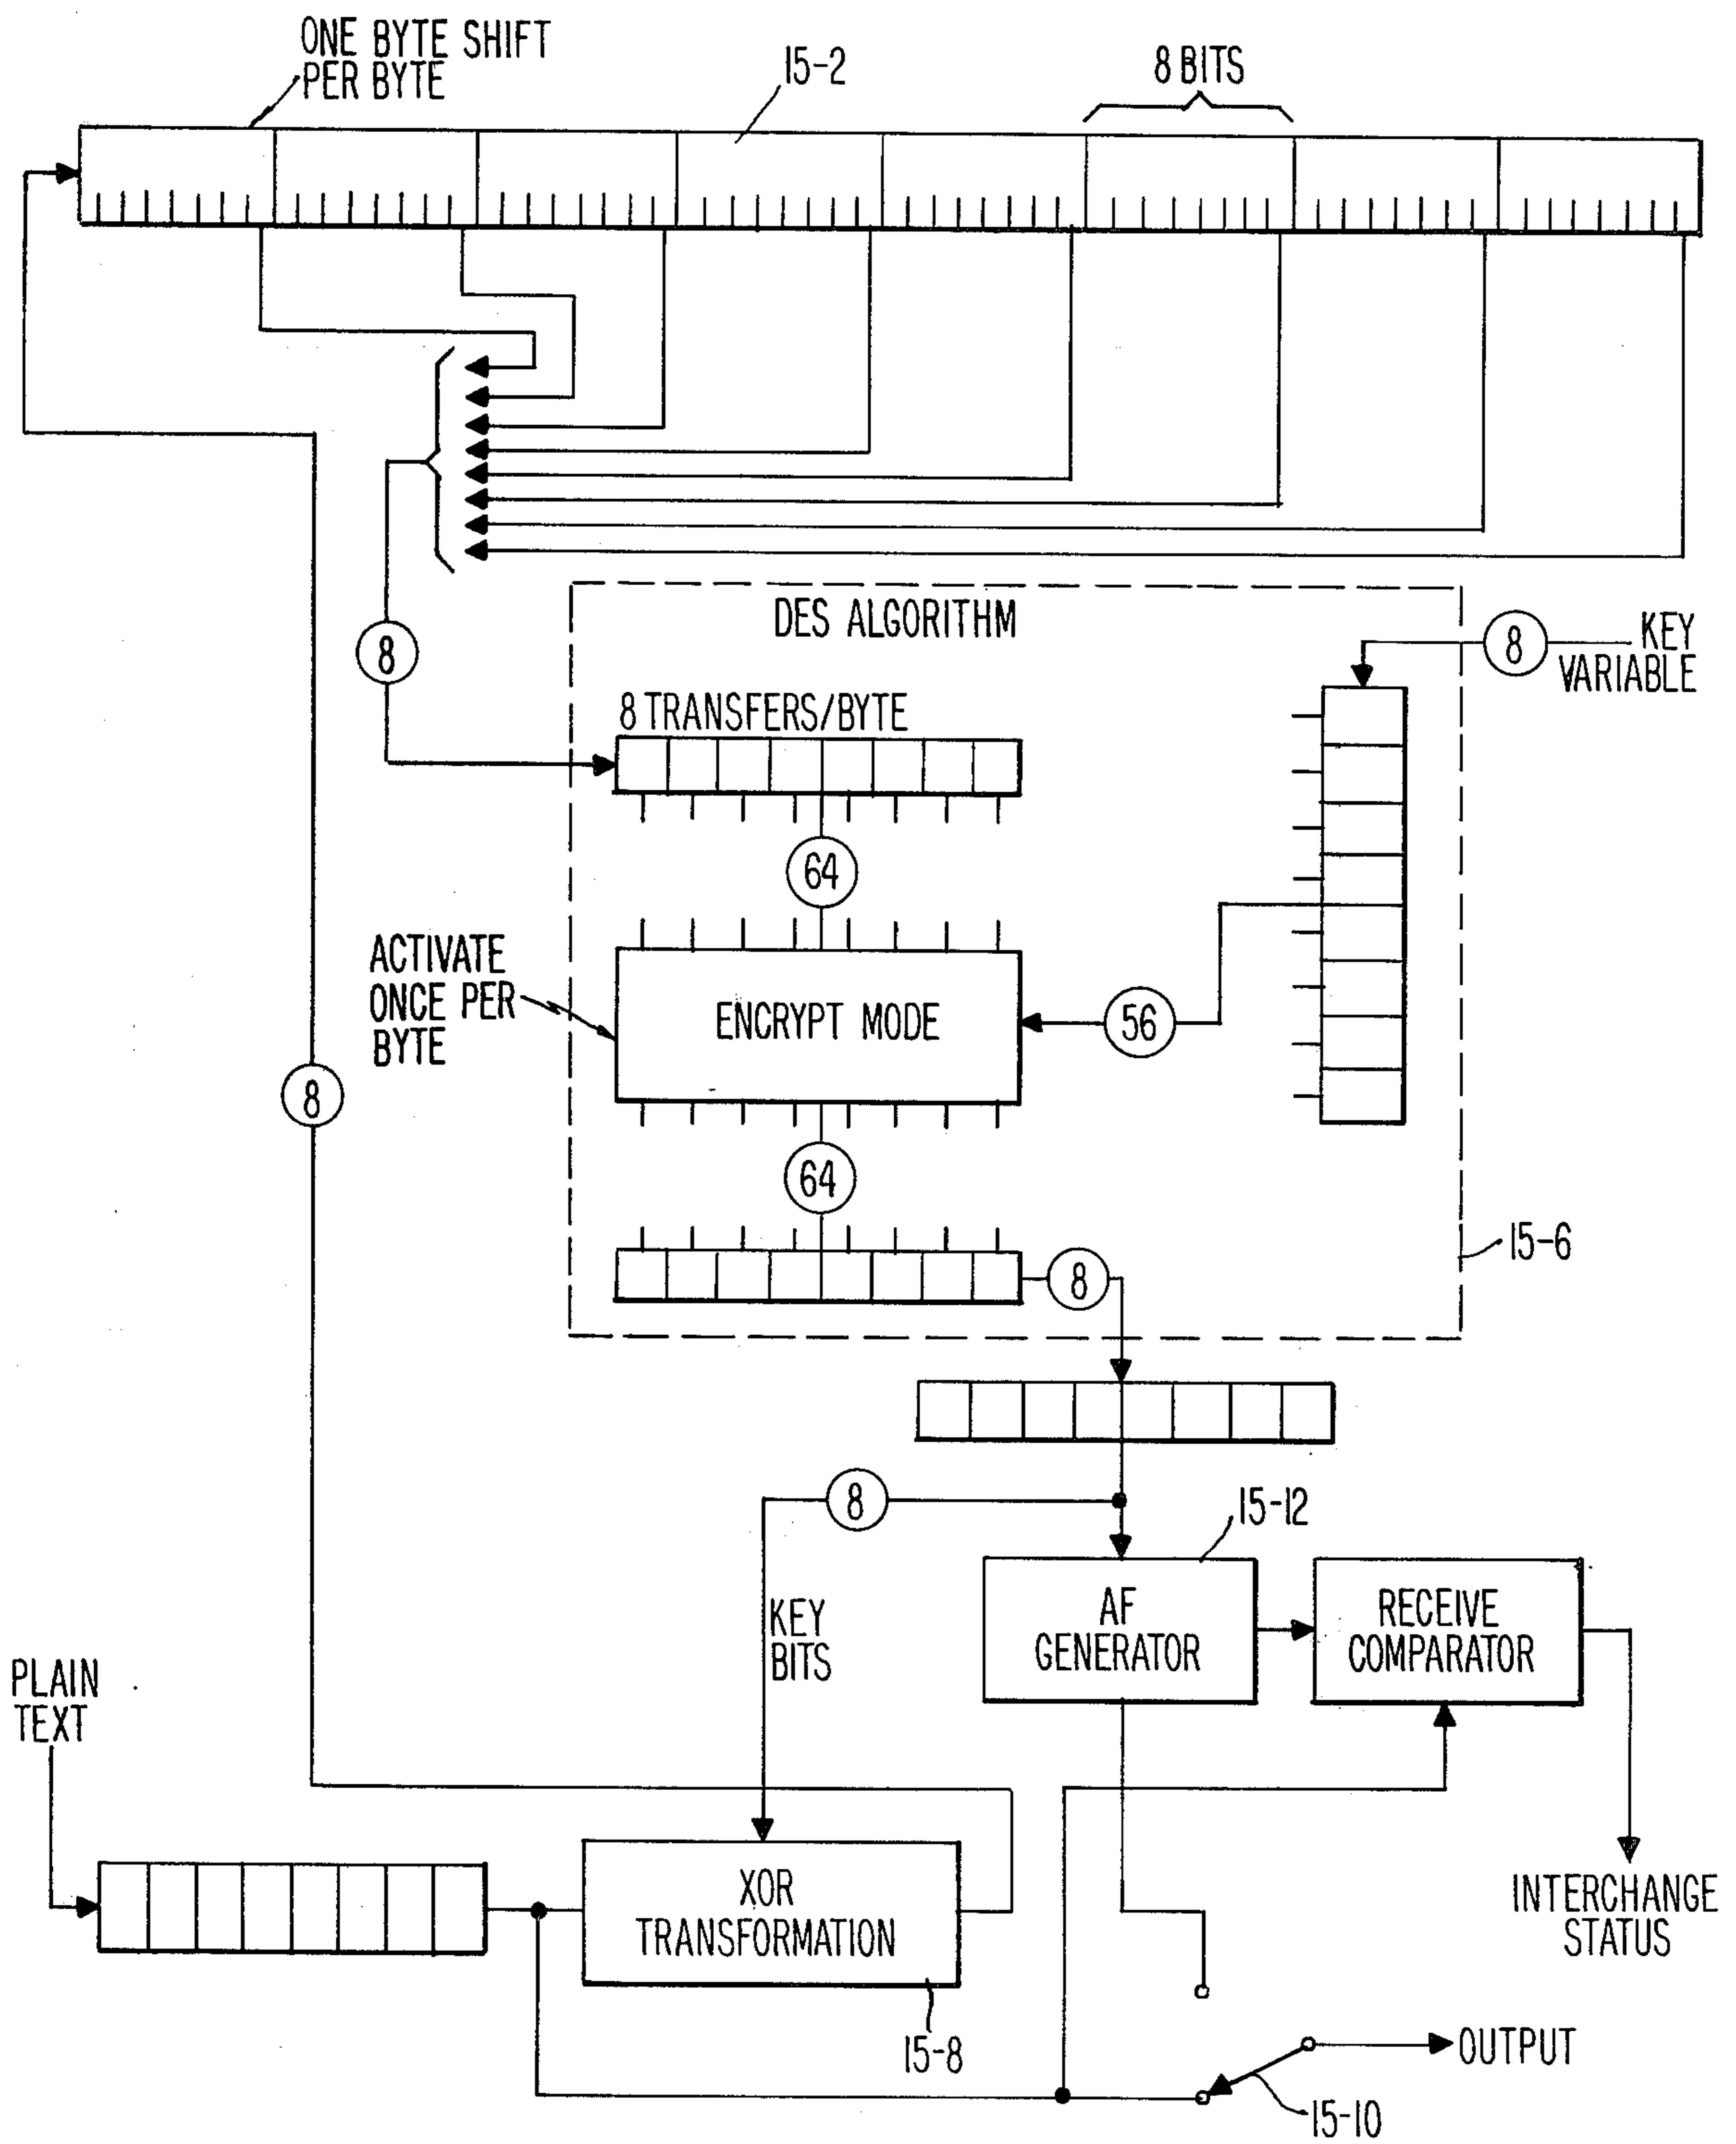 ONE BYTE SHIFT
PER BYTE
15-2
8 BITS
DES ALGORITHM
8
KEY
VARIABLE
8
8 TRANSFERS/BYTE
64
ACTIVATE
ONCE PER
BYTE
ENCRYPT MODE
56
8
64
15-6
8
8
15-12
KEY
BITS
AF
GENERATOR
RECEIVE
COMPARATOR
PLAIN
TEXT
XOR
TRANSFORMATION
INTERCHANGE
STATUS
15-8
OUTPUT
15-10